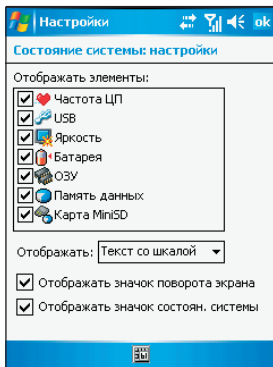 Настройки ok
Состояние системы: настройки
Отображать элементы:
Частота ЦП
USB
Яркость
Батарея
ОЗУ
Память данных
Карта MiniSD
Отображать: Текст со шкалой
Отображать значок поворота экрана
Отображать значок состоян. системы